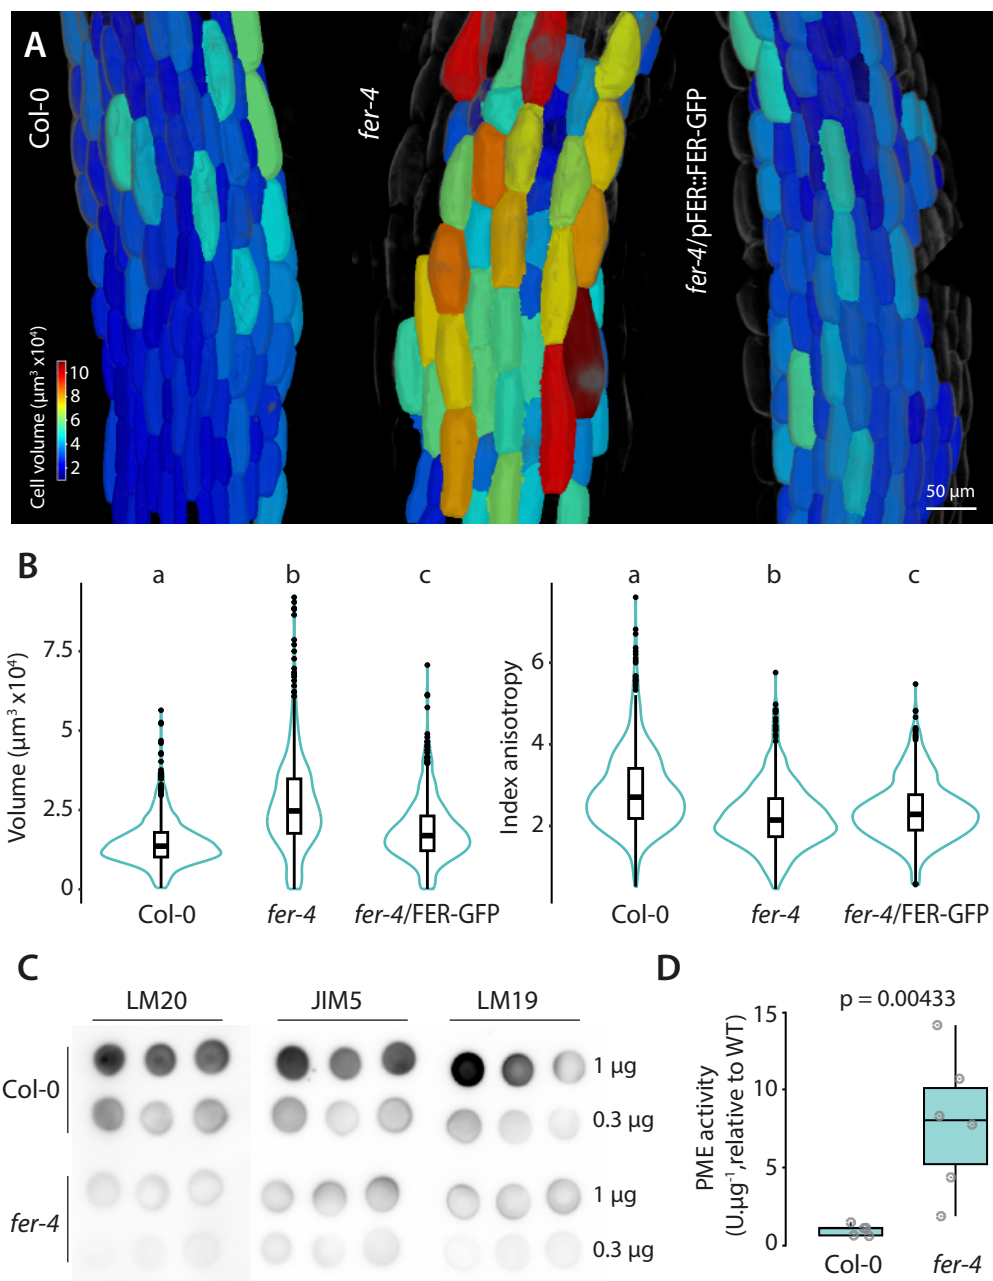 A
Col-0
fer-4
fer-4/pFER::FER-GFP
Cell volume (μm³ x10⁴)
10
8
6
4
2
50 μm
B
a
b
c
a
b
c
Volume (μm³ x10⁴)
7.5
5
2.5
0
Col-0
fer-4
fer-4/FER-GFP
Index anisotropy
6
4
2
Col-0
fer-4
fer-4/FER-GFP
C
LM20
JIM5
LM19
Col-0
1 μg
0.3 μg
fer-4
1 μg
0.3 μg
D
p = 0.00433
PME activity
(U.μg⁻¹,relative to WT)
15
10
5
0
Col-0
fer-4